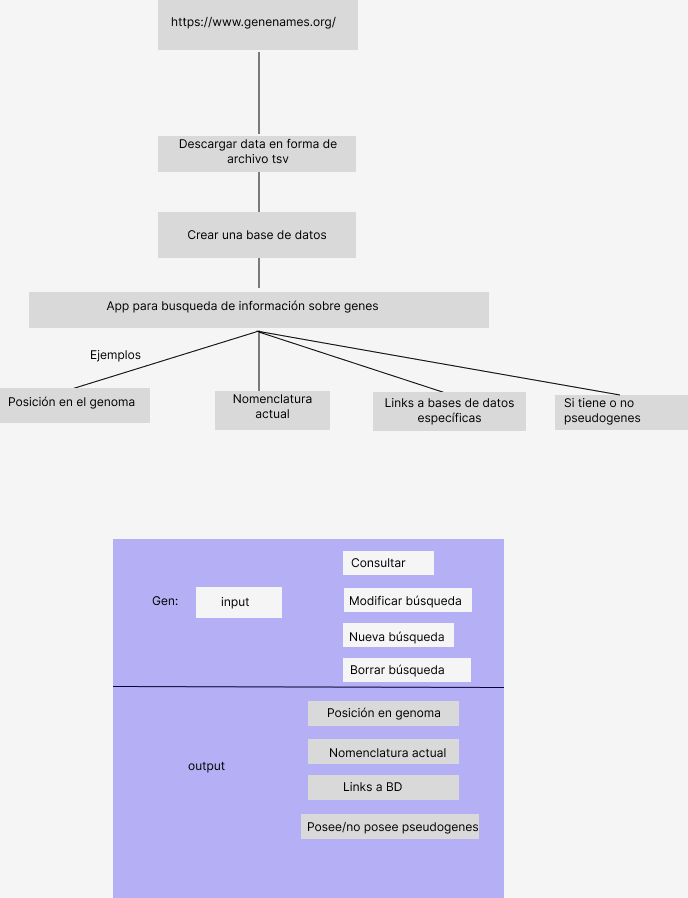 https://www.genenames.org/
Descargar data en forma de
archivo tsv
Crear una base de datos
App para busqueda de información sobre genes
Ejemplos
Posición en el genoma
Nomenclatura
actual
Links a bases de datos
específicas
Si tiene o no
pseudogenes
Gen:
input
Consultar
Modificar búsqueda
Nueva búsqueda
Borrar búsqueda
output
Posición en genoma
Nomenclatura actual
Links a BD
Posee/no posee pseudogenes